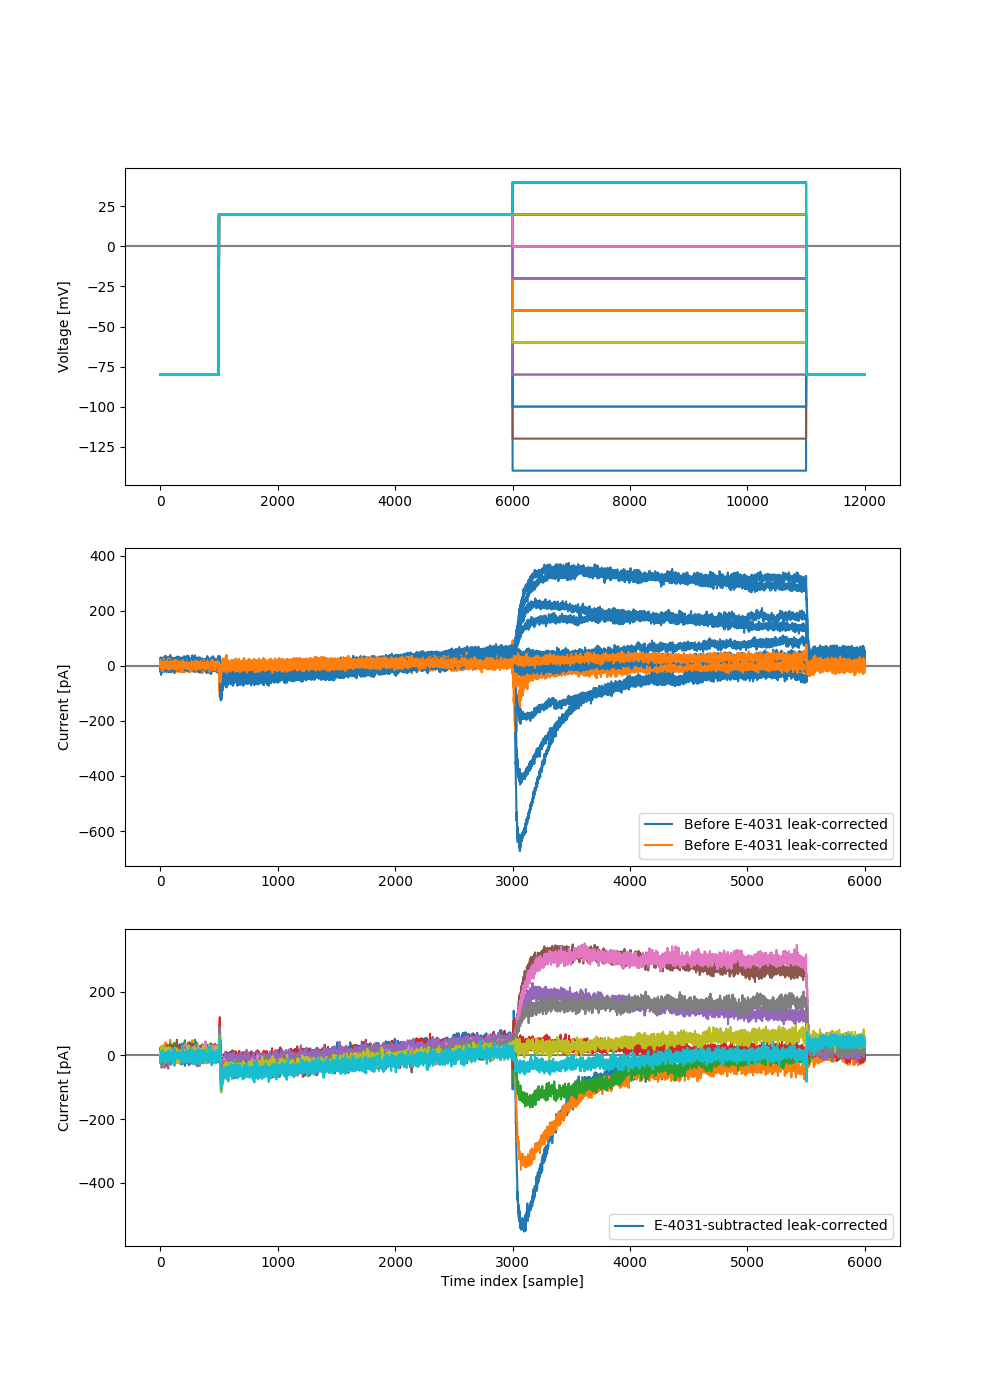 25
0
−25
−50
−75
−100
−125
Voltage [mV]
0 2000 4000 6000 8000 10000 12000
400
200
0
−200
−400
−600
Current [pA]
Before E-4031 leak-corrected
Before E-4031 leak-corrected
0 1000 2000 3000 4000 5000 6000
200
0
−200
−400
Current [pA]
E-4031-subtracted leak-corrected
0 1000 2000 3000 4000 5000 6000
Time index [sample]